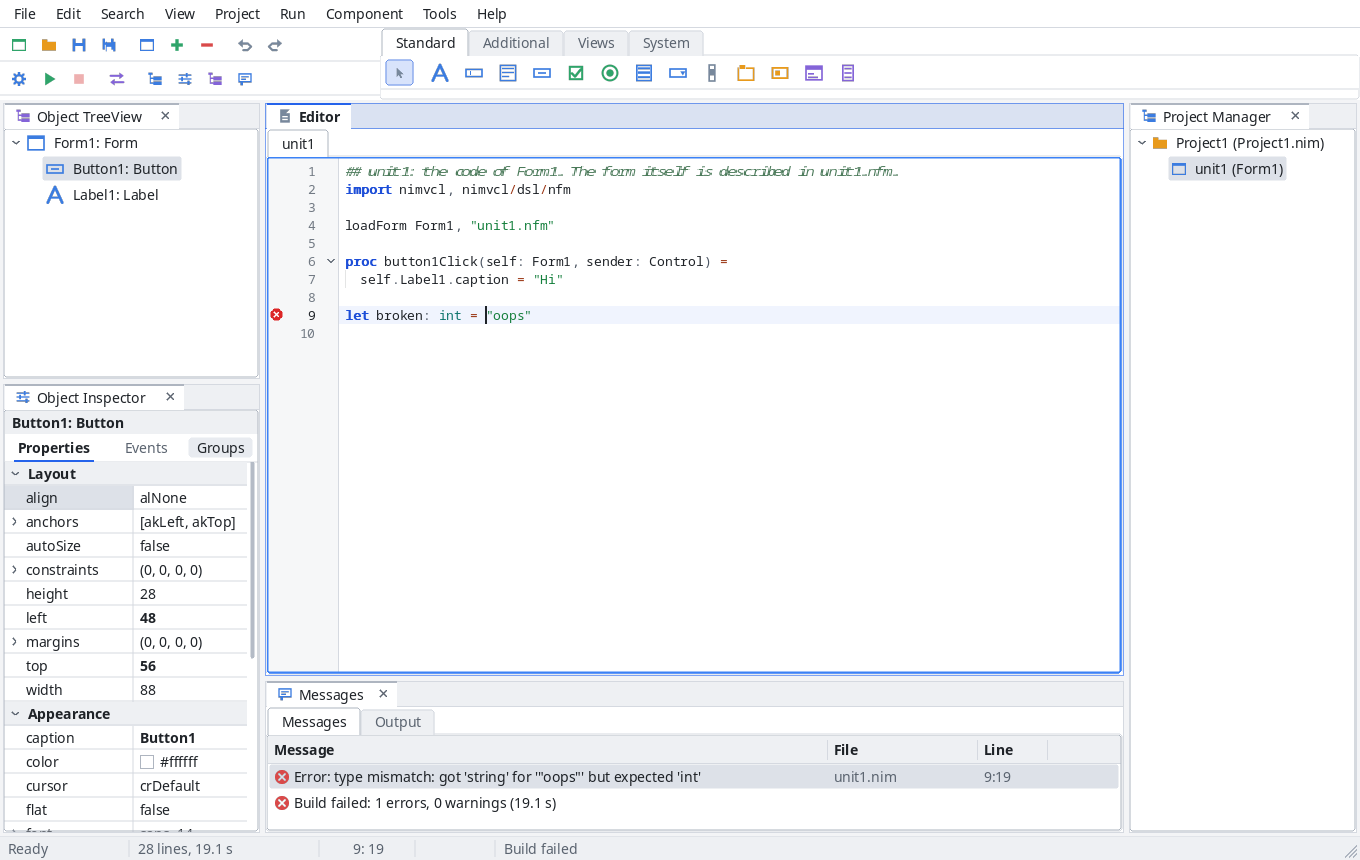 File Edit Search View Project Run Component Tools Help
Standard Additional Views System
Object TreeView
Form1: Form
Button1: Button
Label1: Label
Object Inspector
Button1: Button
Properties Events Groups
Layout
align alNone
anchors [akLeft, akTop]
autoSize false
constraints (0, 0, 0, 0)
height 28
left 48
margins (0, 0, 0, 0)
top 56
width 88
Appearance
caption Button1
color #ffffff
cursor crDefault
flat false
Editor
unit1
1 ## unit1: the code of Form1. The form itself is described in unit1.nfm.
2 import nimvcl, nimvcl/dsl/nfm
3
4 loadForm Form1, "unit1.nfm"
5
6 proc button1Click(self: Form1, sender: Control) =
7 self.Label1.caption = "Hi"
8
9 let broken: int = "oops"
10
Messages
Messages Output
Message File Line
Error: type mismatch: got 'string' for '"oops"' but expected 'int' unit1.nim 9:19
Build failed: 1 errors, 0 warnings (19.1 s)
Project Manager
Project1 (Project1.nim)
unit1 (Form1)
Ready 28 lines, 19.1 s 9: 19 Build failed